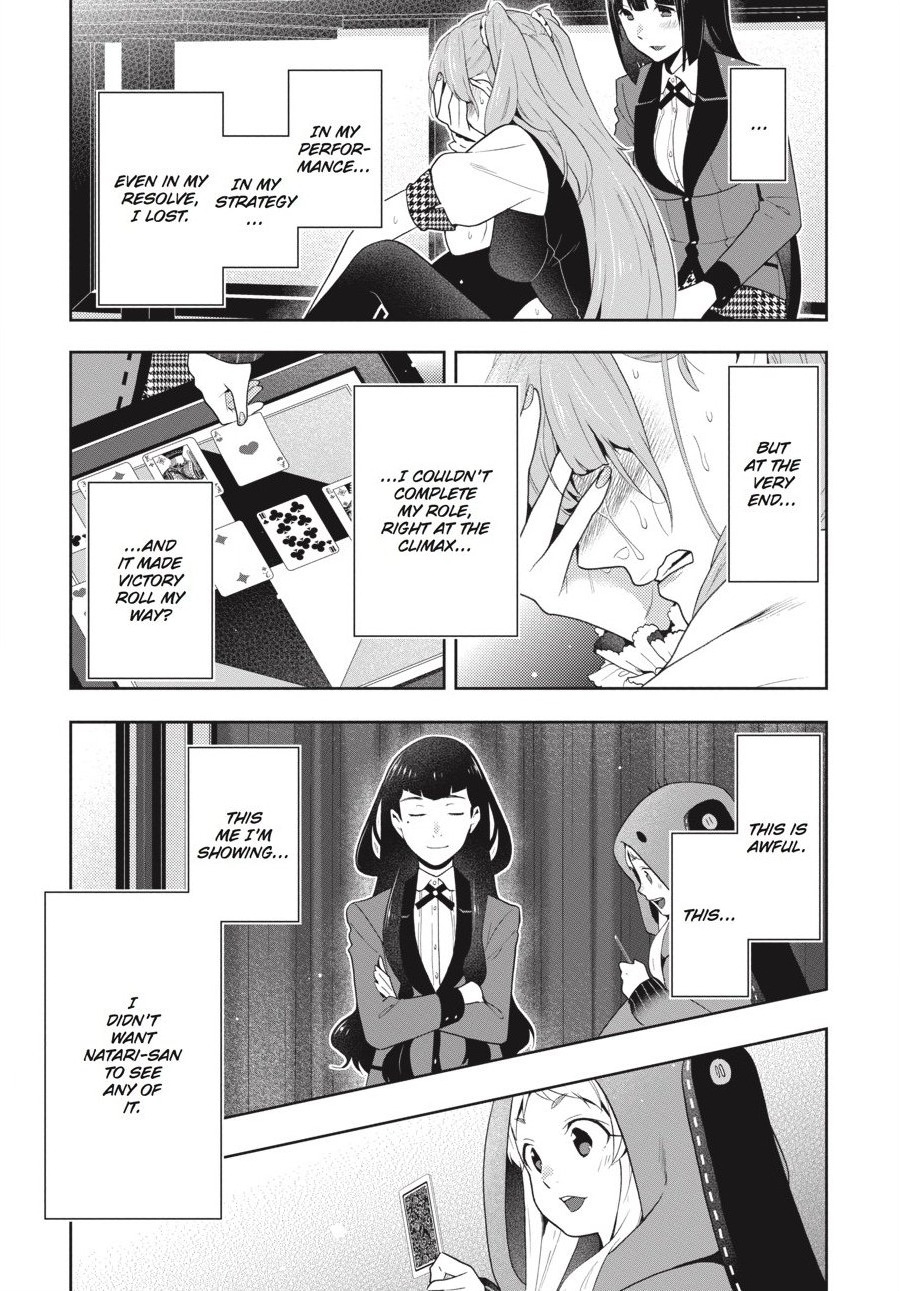 ...
IN MY
PERFOR-
MANCE...
IN MY
STRATEGY
...
EVEN IN MY
RESOLVE,
I LOST.
BUT
AT THE
VERY
END...
...I COULDN'T
COMPLETE
MY ROLE,
RIGHT AT THE
CLIMAX...
...AND
IT MADE
VICTORY
ROLL MY
WAY?
THIS IS
AWFUL.
THIS...
THIS
ME I'M
SHOWING...
I
DIDN'T
WANT
NATARI-SAN
TO SEE
ANY OF
IT.